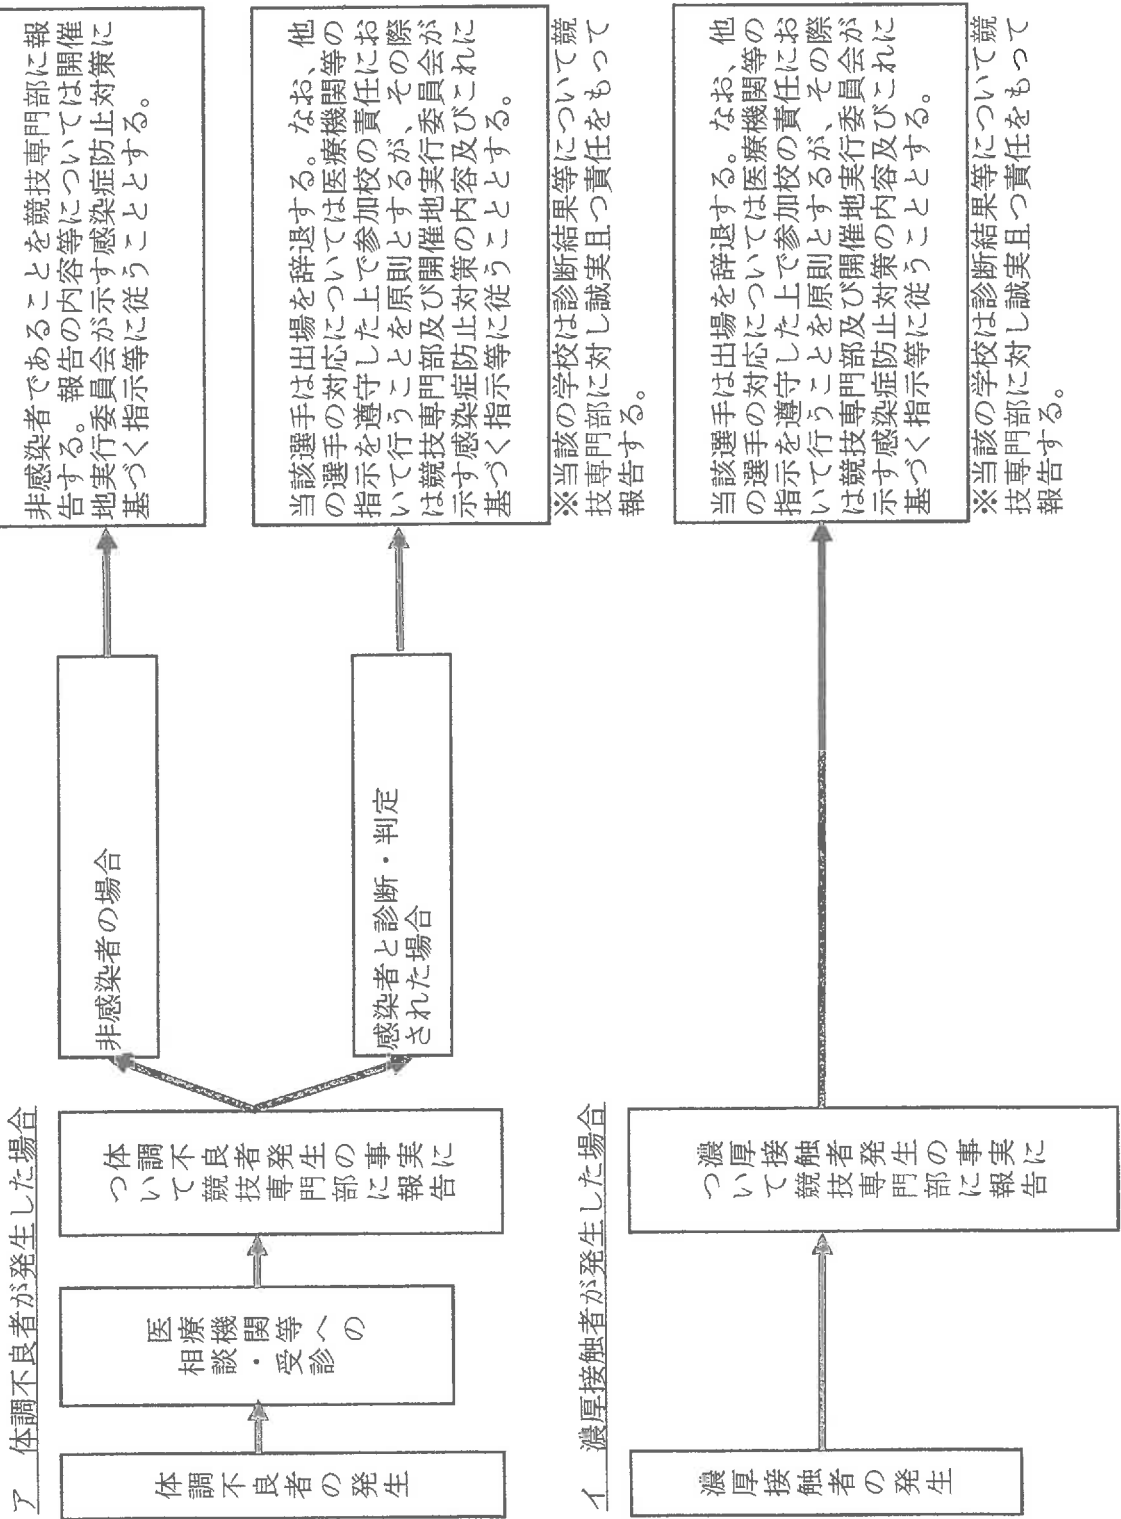 ア 体調不良者が発生した場合
体調不良者の発生
医療機関等への
相談・受診
体調不良者発生の事実に
ついて競技専門部に報告
非感染者の場合
非感染者であることを競技専門部に報
告する。報告の内容等については開催
地実行委員会が示す感染症防止対策に
基づく指示等に従うこととする。
感染者と診断・判定
された場合
当該選手は出場を辞退する。なお、他
の選手の対応については医療機関等の
指示を遵守した上で参加校の責任にお
いて行うことを原則とするが、その際
は競技専門部及び開催地実行委員会が
示す感染症防止対策の内容及びこれに
基づく指示等に従うこととする。
※当該の学校は診断結果等について競
技専門部に対し誠実且つ責任をもって
報告する。
イ 濃厚接触者が発生した場合
濃厚接触者の発生
濃厚接触者発生の事実に
ついて競技専門部に報告
当該選手は出場を辞退する。なお、他
の選手の対応については医療機関等の
指示を遵守した上で参加校の責任にお
いて行うことを原則とするが、その際
は競技専門部及び開催地実行委員会が
示す感染症防止対策の内容及びこれに
基づく指示等に従うこととする。
※当該の学校は診断結果等について競
技専門部に対し誠実且つ責任をもって
報告する。